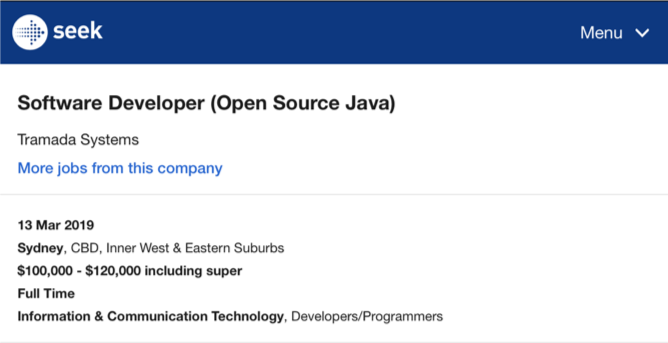 seek
Menu
Software Developer (Open Source Java)
Tramada Systems
More jobs from this company
13 Mar 2019
Sydney, CBD, Inner West & Eastern Suburbs
$100,000 - $120,000 including super
Full Time
Information & Communication Technology, Developers/Programmers